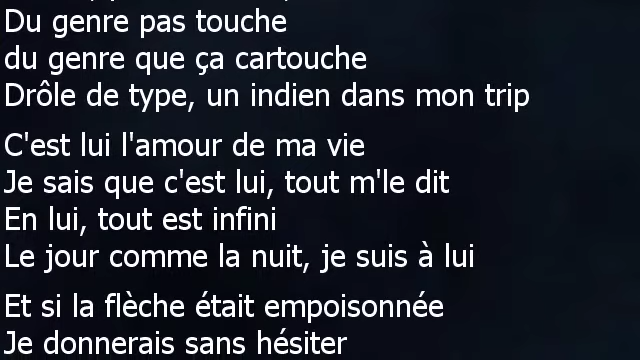 Du genre pas touche
du genre que ça cartouche
Drôle de type, un indien dans mon trip
C'est lui l'amour de ma vie
Je sais que c'est lui, tout m'le dit
En lui, tout est infini
Le jour comme la nuit, je suis à lui
Et si la flèche était empoisonnée
Je donnerais sans hésiter